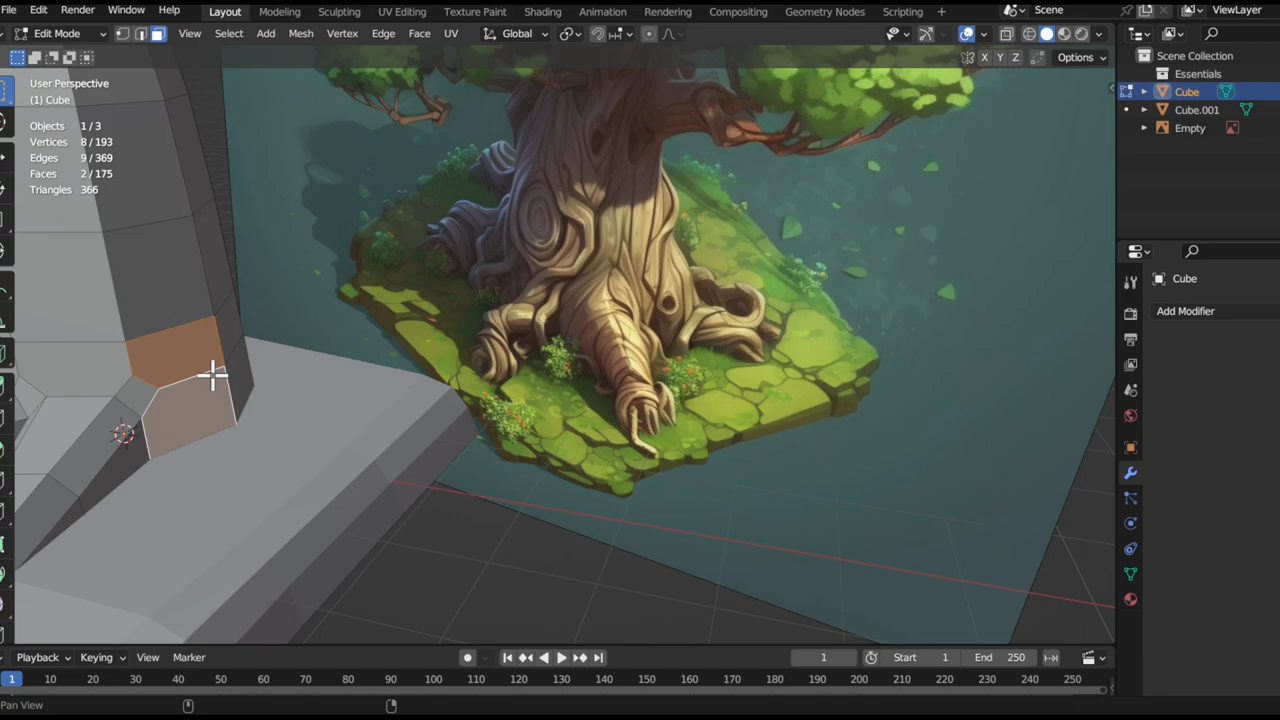 File Edit Render Window Help Layout Modeling Sculpting UV Editing Texture Paint Shading Animation Rendering Compositing Geometry Nodes Scripting + Scene ViewLayer
Edit Mode View Select Add Mesh Vertex Edge Face UV Global
X Y Z Options
User Perspective
(1) Cube
Objects 1/3
Vertices 8/193
Edges 9/369
Faces 2/175
Triangles 366
Scene Collection
Essentials
Cube
Cube.001
Empty
Cube
Add Modifier
Playback Keying View Marker 1 Start 1 End 250
1 10 20 30 40 50 60 70 80 90 100 110 120 130 140 150 160 170 180 190 200 210 220 230 240 250
Pan View